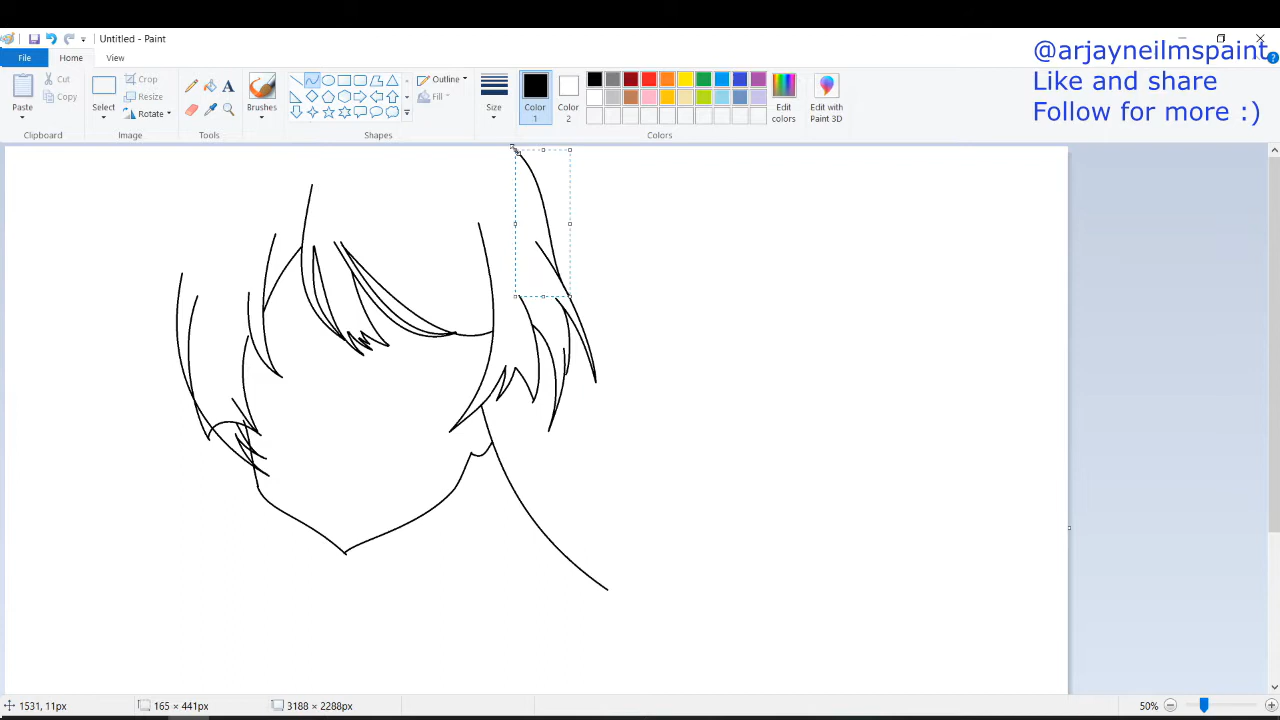 Untitled - Paint
@arjayneilmspaint
Like and share
Follow for more :)
File
Home
View
Paste
Cut
Copy
Clipboard
Select
Crop
Resize
Rotate
Image
A
Tools
Brushes
Shapes
Outline
Fill
Size
Color
1
Color
2
Edit
colors
Colors
Edit with
Paint 3D
1531, 11px
165 × 441px
3188 × 2288px
50%